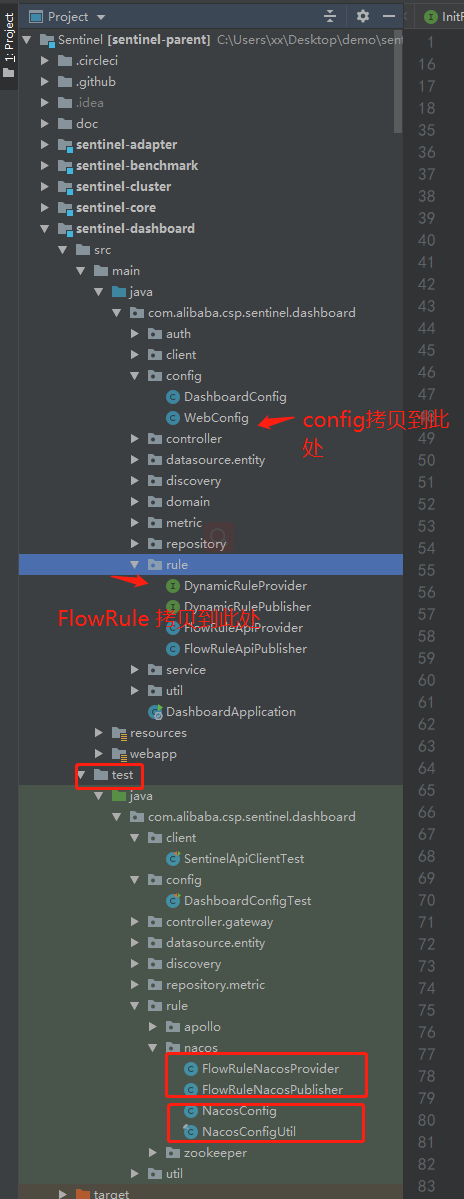 1: Project
Project
InitF
Sentinel [sentinel-parent] C:\Users\xx\Desktop\demo\sent
.circleci
.github
.idea
doc
sentinel-adapter
sentinel-benchmark
sentinel-cluster
sentinel-core
sentinel-dashboard
src
main
java
com.alibaba.csp.sentinel.dashboard
auth
client
config
DashboardConfig
WebConfig
config拷贝到此
处
controller
datasource.entity
discovery
domain
metric
repository
rule
DynamicRuleProvider
DynamicRulePublisher
FlowRule 拷贝到此处
FlowRuleApiProvider
FlowRuleApiPublisher
service
util
DashboardApplication
resources
webapp
test
java
com.alibaba.csp.sentinel.dashboard
client
SentinelApiClientTest
config
DashboardConfigTest
controller.gateway
datasource.entity
discovery
repository.metric
rule
apollo
nacos
FlowRuleNacosProvider
FlowRuleNacosPublisher
NacosConfig
NacosConfigUtil
zookeeper
util
target
1
16
17
18
35
36
37
38
39
40
41
42
43
44
45
46
47
48
49
50
51
52
53
54
55
56
57
58
59
60
61
62
63
64
65
66
67
68
69
70
71
72
73
74
75
76
77
78
79
80
81
82
83